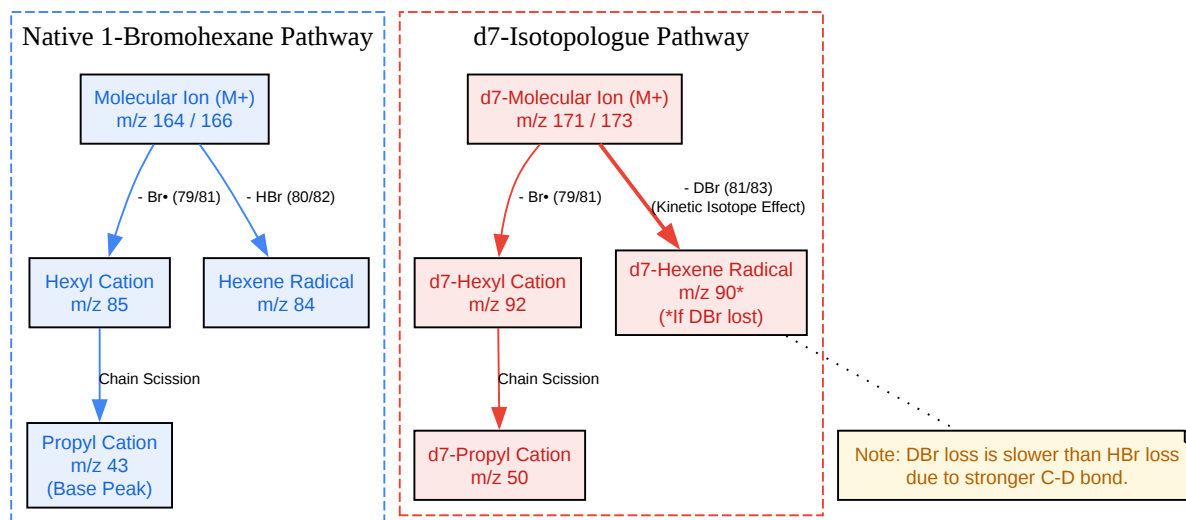 Native 1-Bromohexane Pathway
Molecular Ion (M+)
m/z 164 / 166
- Br• (79/81)
- HBr (80/82)
Hexyl Cation
m/z 85
Hexene Radical
m/z 84
Chain Scission
Propyl Cation
m/z 43
(Base Peak)
d7-Isotopologue Pathway
d7-Molecular Ion (M+)
m/z 171 / 173
- Br• (79/81)
- DBr (81/83)
(Kinetic Isotope Effect)
d7-Hexyl Cation
m/z 92
d7-Hexene Radical
m/z 90*
(*If DBr lost)
Chain Scission
d7-Propyl Cation
m/z 50
Note: DBr loss is slower than HBr loss
due to stronger C-D bond.